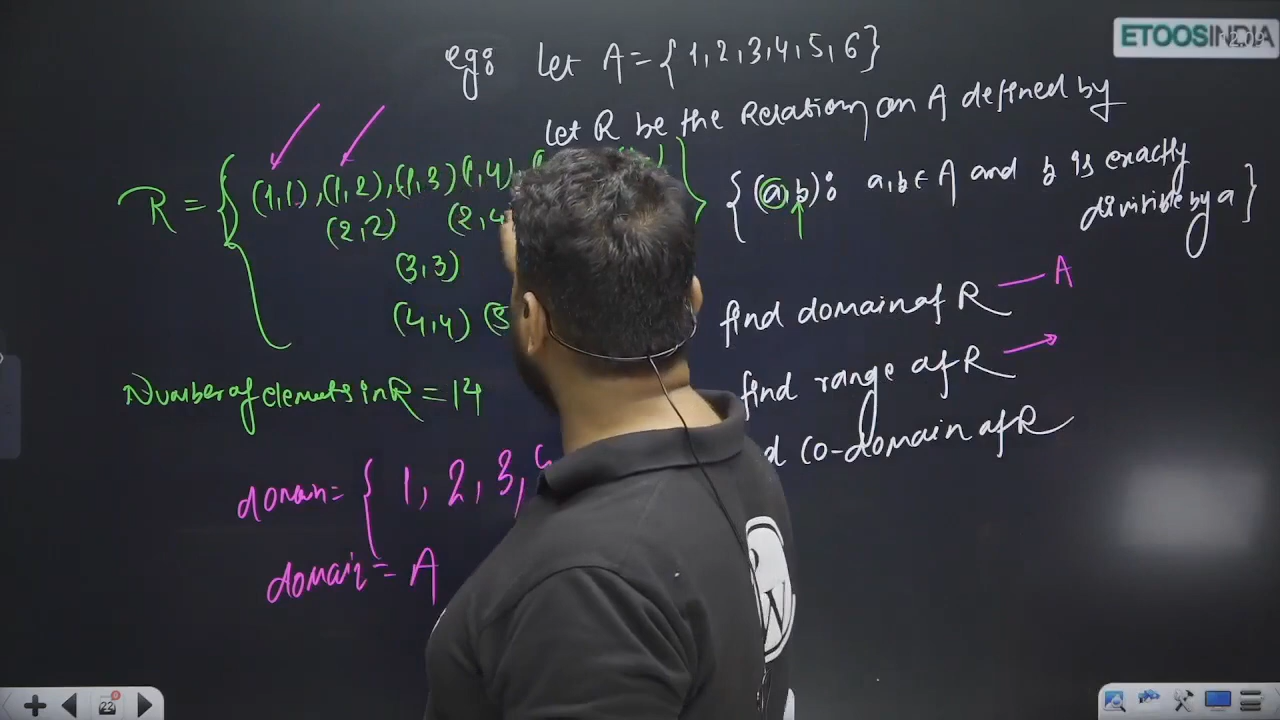 ETOOSINDIA
eg: Let A = {1,2,3,4,5,6}
Let R be the Relation on A defined by
{(a,b): a,b ∈ A and b is exactly
divisible by a}
R = { (1,1), (1,2), (1,3) (1,4)
(2,2) (2,4
(3,3)
(4,4) (5
Number of elements in R = 14
find domain of R — A
find range of R →
d Co-domain of R
domain = { 1, 2, 3,
domain = A
22
W